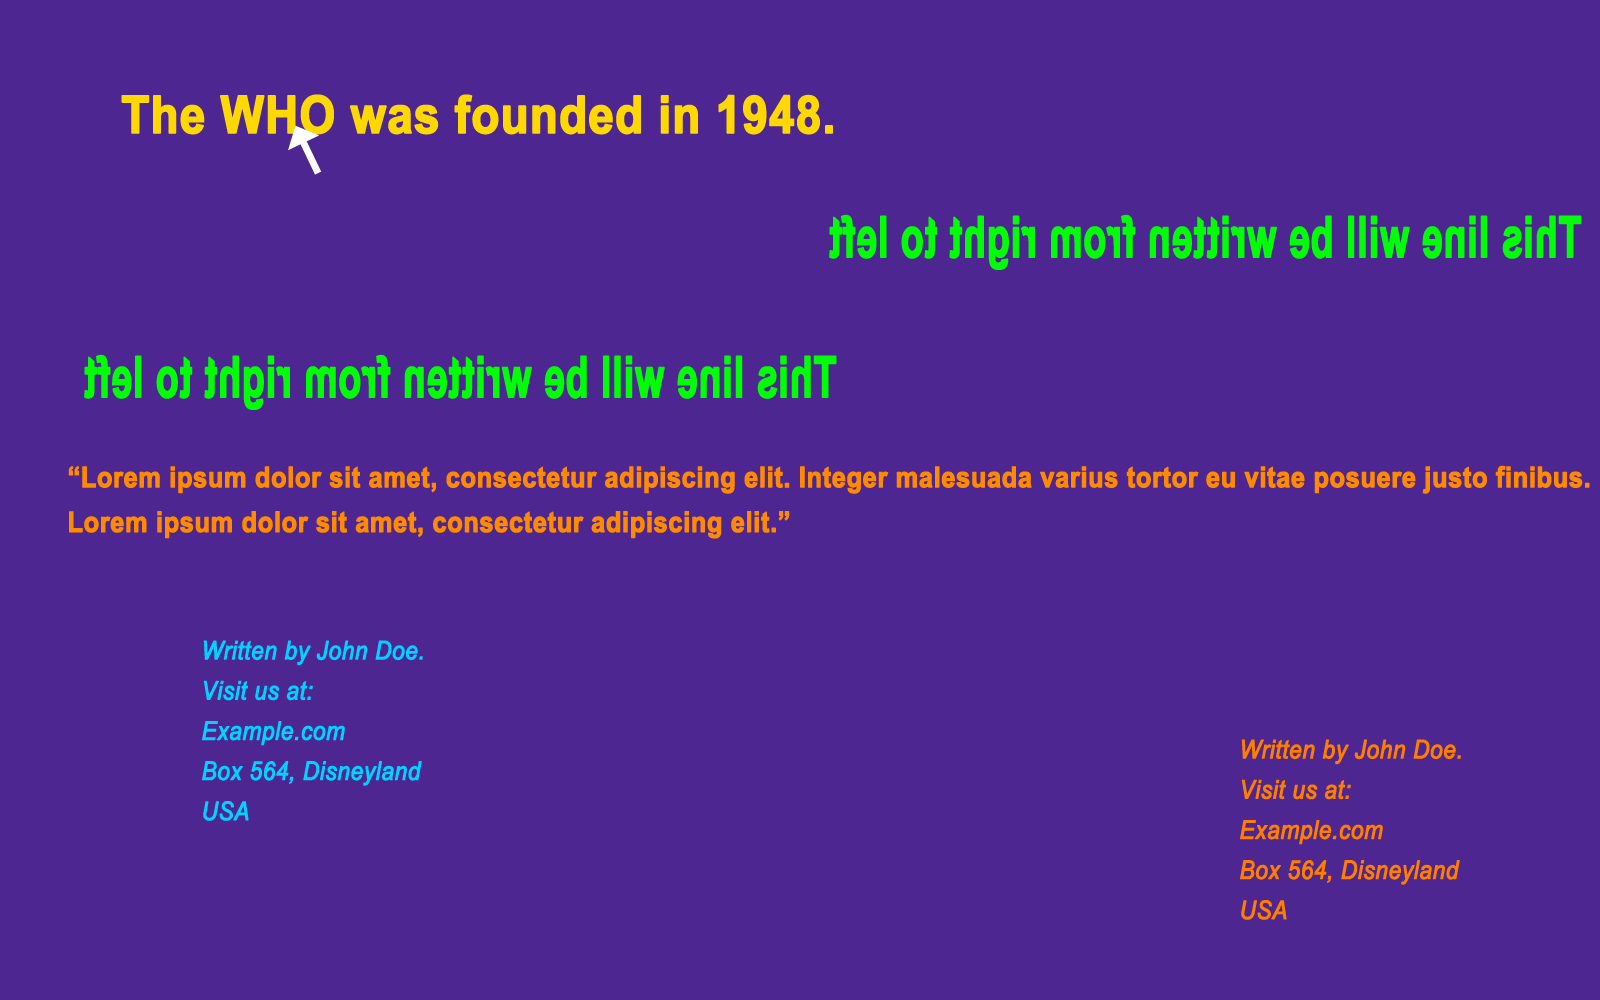 The WHO was founded in 1948.
This line will be written from right to left
This line will be written from right to left
“Lorem ipsum dolor sit amet, consectetur adipiscing elit. Integer malesuada varius tortor eu vitae posuere justo finibus.
Lorem ipsum dolor sit amet, consectetur adipiscing elit.”
Written by John Doe.
Visit us at:
Example.com
Box 564, Disneyland
USA
Written by John Doe.
Visit us at:
Example.com
Box 564, Disneyland
USA